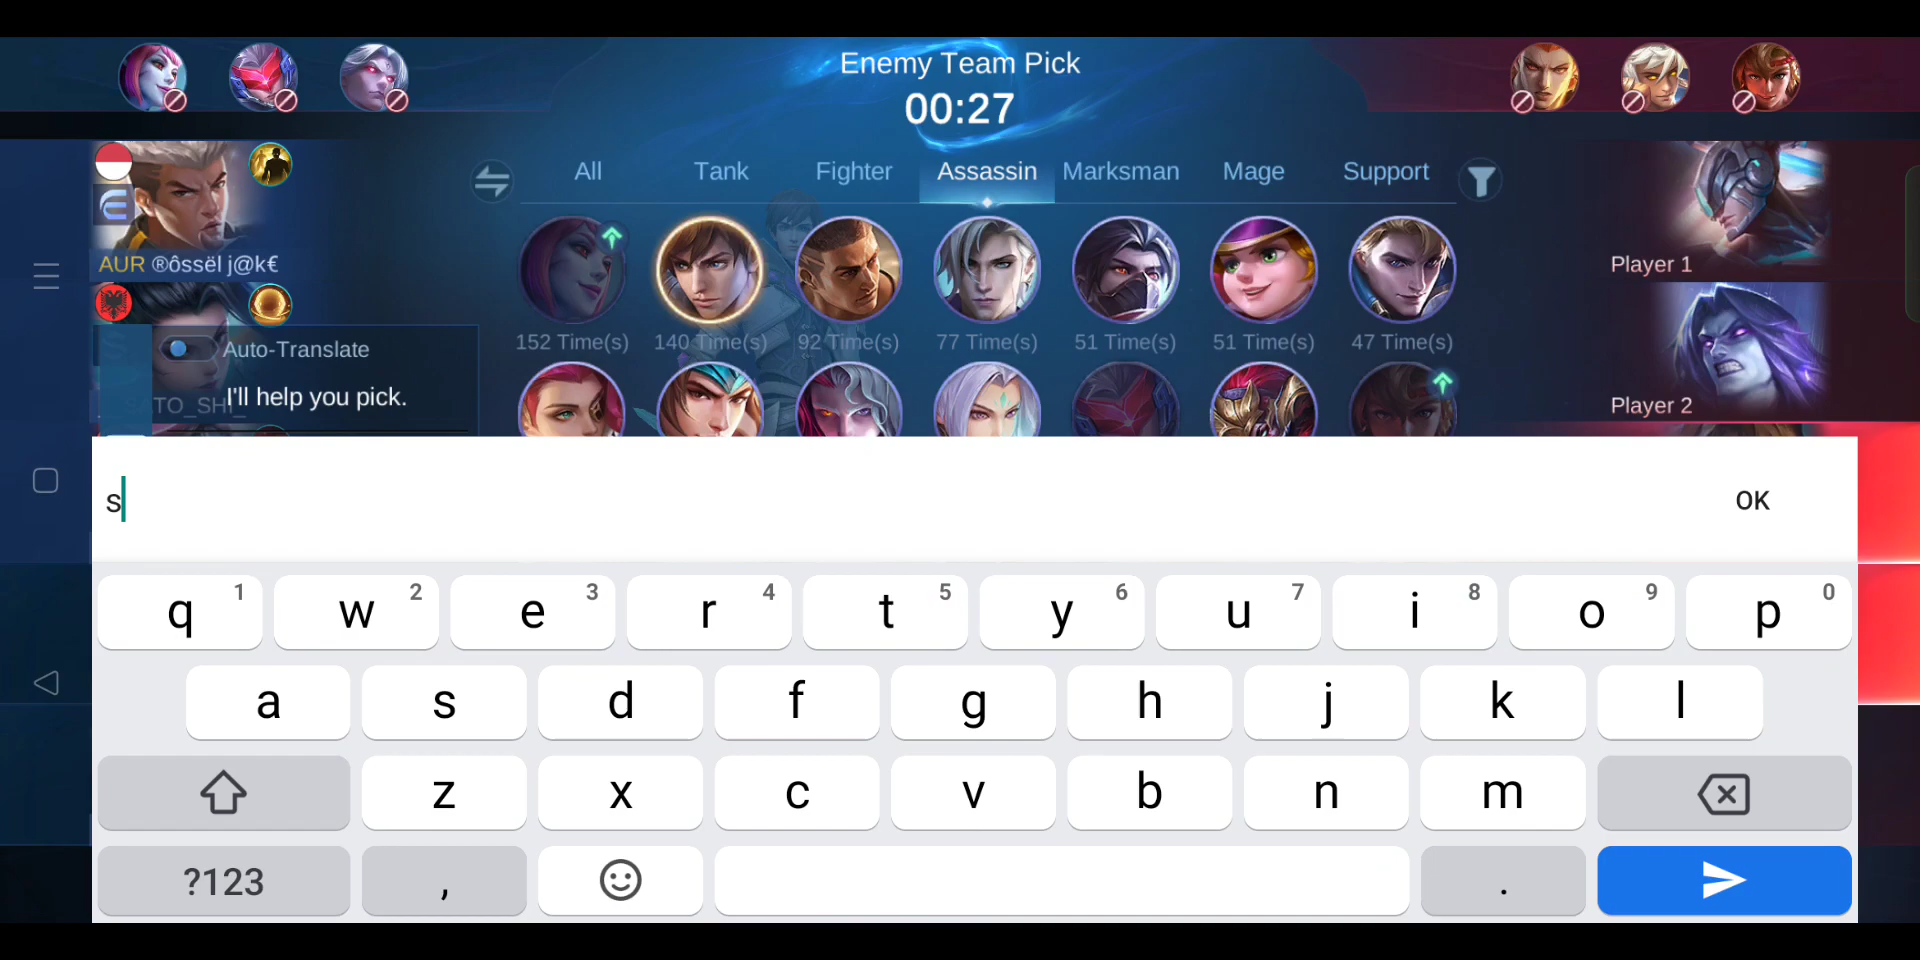 Enemy Team Pick
00:27
All Tank Fighter Assassin Marksman Mage Support
AUR ®ôssël j@k€
Player 1
152 Time(s) 140 Time(s) 92 Time(s) 77 Time(s) 51 Time(s) 51 Time(s) 47 Time(s)
Auto-Translate
I'll help you pick.
TO_SHI_
Player 2
s
OK
q 1 w 2 e 3 r 4 t 5 y 6 u 7 i 8 o 9 p 0
a s d f g h j k l
z x c v b n m
?123 , .